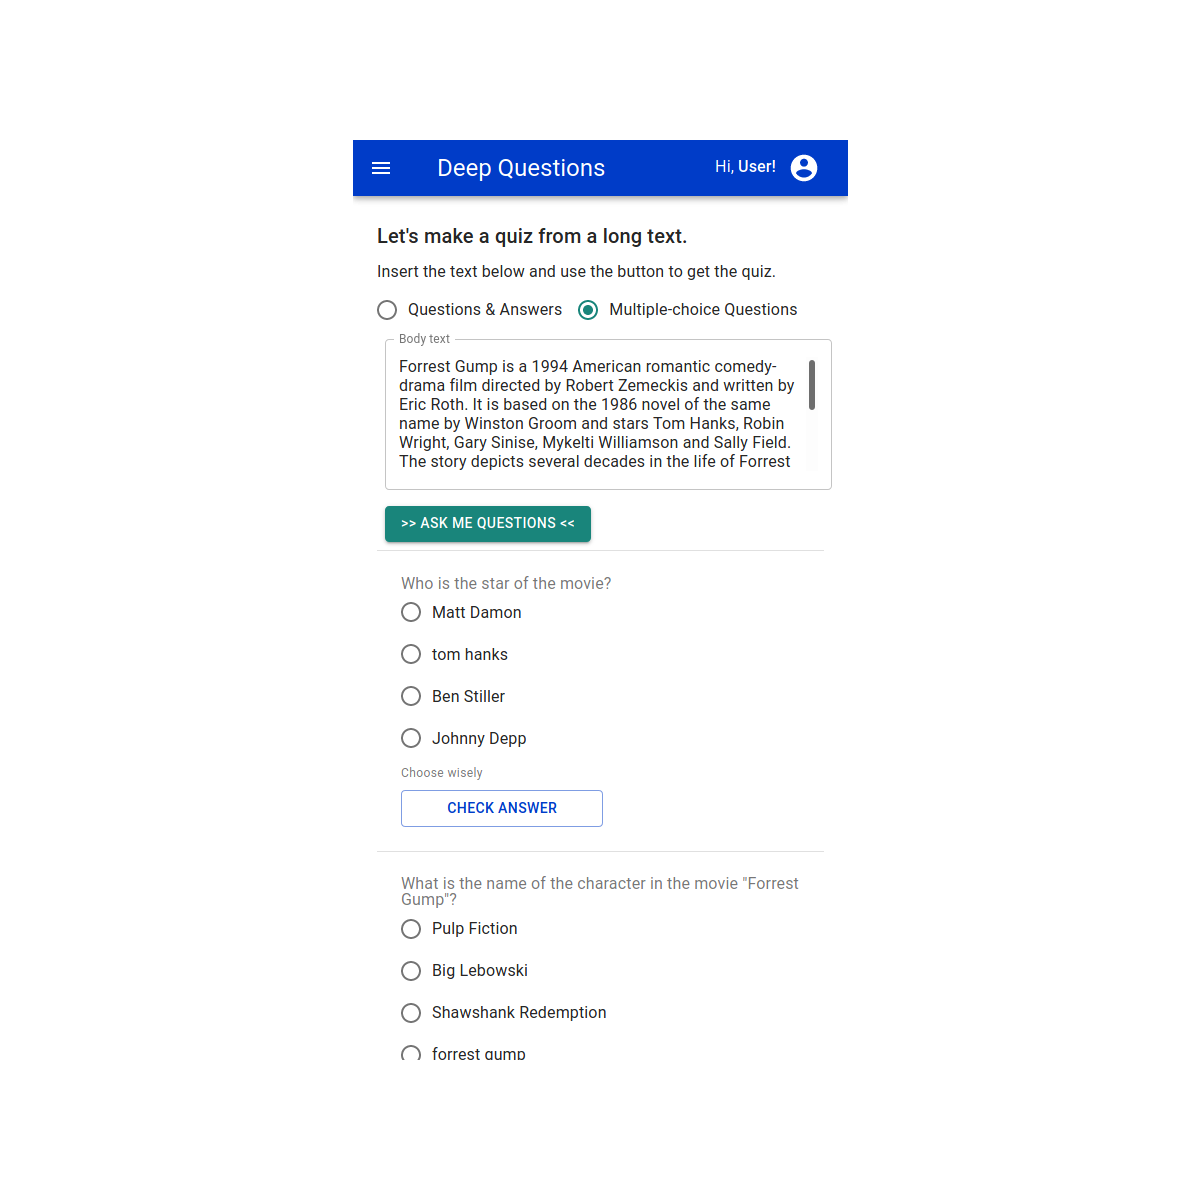 Deep Questions
Hi, User!
Let's make a quiz from a long text.
Insert the text below and use the button to get the quiz.
Questions & Answers
Multiple-choice Questions
Body text
Forrest Gump is a 1994 American romantic comedy-
drama film directed by Robert Zemeckis and written by
Eric Roth. It is based on the 1986 novel of the same
name by Winston Groom and stars Tom Hanks, Robin
Wright, Gary Sinise, Mykelti Williamson and Sally Field.
The story depicts several decades in the life of Forrest
>> ASK ME QUESTIONS <<
Who is the star of the movie?
Matt Damon
tom hanks
Ben Stiller
Johnny Depp
Choose wisely
CHECK ANSWER
What is the name of the character in the movie "Forrest
Gump"?
Pulp Fiction
Big Lebowski
Shawshank Redemption
forrest gump